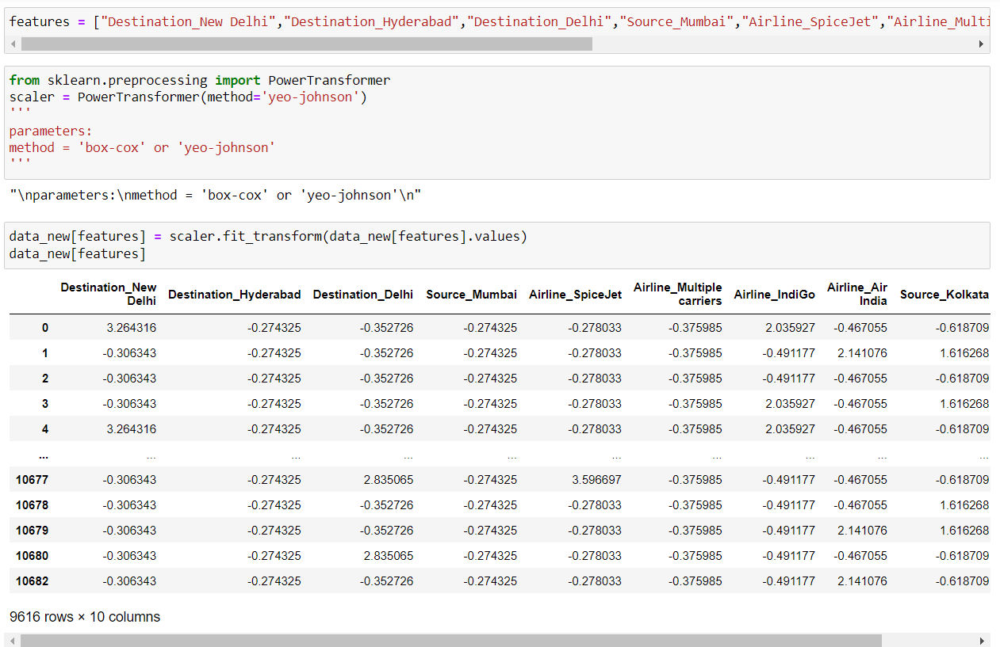 features = ["Destination_New Delhi","Destination_Hyderabad","Destination_Delhi","Source_Mumbai","Airline_SpiceJet","Airline_Multi
from sklearn.preprocessing import PowerTransformer
scaler = PowerTransformer(method='yeo-johnson')
'''
parameters:
method = 'box-cox' or 'yeo-johnson'
'''
"\nparameters:\nmethod = 'box-cox' or 'yeo-johnson'\n"
data_new[features] = scaler.fit_transform(data_new[features].values)
data_new[features]
Destination_New Delhi Destination_Hyderabad Destination_Delhi Source_Mumbai Airline_SpiceJet Airline_Multiple carriers Airline_IndiGo Airline_Air India Source_Kolkata
0 3.264316 -0.274325 -0.352726 -0.274325 -0.278033 -0.375985 2.035927 -0.467055 -0.618709
1 -0.306343 -0.274325 -0.352726 -0.274325 -0.278033 -0.375985 -0.491177 2.141076 1.616268
2 -0.306343 -0.274325 -0.352726 -0.274325 -0.278033 -0.375985 -0.491177 -0.467055 -0.618709
3 -0.306343 -0.274325 -0.352726 -0.274325 -0.278033 -0.375985 2.035927 -0.467055 1.616268
4 3.264316 -0.274325 -0.352726 -0.274325 -0.278033 -0.375985 2.035927 -0.467055 -0.618709
... ... ... ... ... ... ... ... ... ...
10677 -0.306343 -0.274325 2.835065 -0.274325 3.596697 -0.375985 -0.491177 -0.467055 -0.618709
10678 -0.306343 -0.274325 -0.352726 -0.274325 -0.278033 -0.375985 -0.491177 -0.467055 1.616268
10679 -0.306343 -0.274325 -0.352726 -0.274325 -0.278033 -0.375985 -0.491177 2.141076 1.616268
10680 -0.306343 -0.274325 2.835065 -0.274325 -0.278033 -0.375985 -0.491177 -0.467055 -0.618709
10682 -0.306343 -0.274325 -0.352726 -0.274325 -0.278033 -0.375985 -0.491177 2.141076 -0.618709
9616 rows × 10 columns